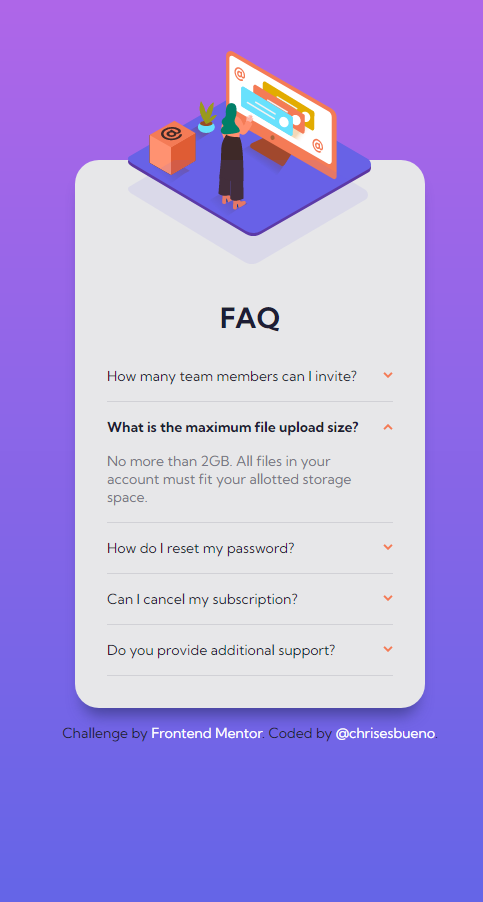 @
@
@
FAQ
How many team members can I invite?
What is the maximum file upload size?
No more than 2GB. All files in your
account must fit your allotted storage
space.
How do I reset my password?
Can I cancel my subscription?
Do you provide additional support?
Challenge by Frontend Mentor. Coded by @chrisesbueno.